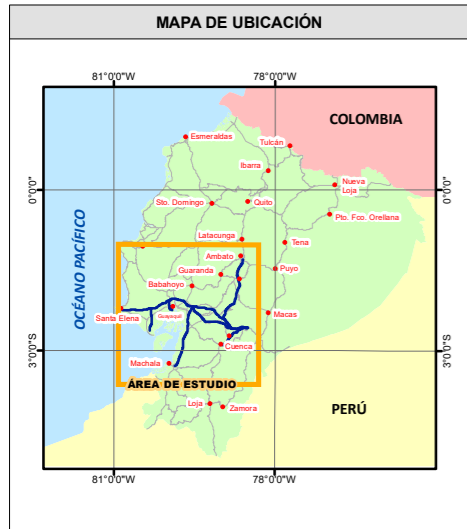 MAPA DE UBICACIÓN
81°0'0"W
78°0'0"W
COLOMBIA
Esmeraldas
Tulcán
Ibarra
Nueva
Loja
0°0'0"
0°0'0"
Sto. Domingo
Quito
Pto. Fco. Orellana
OCÉANO PACÍFICO
Latacunga
Tena
Ambato
Guaranda
Puyo
Babahoyo
Santa Elena
Guayaquil
Macas
3°0'0"S
3°0'0"S
Cuenca
Machala
ÁREA DE ESTUDIO
PERÚ
Loja
Zamora
81°0'0"W
78°0'0"W